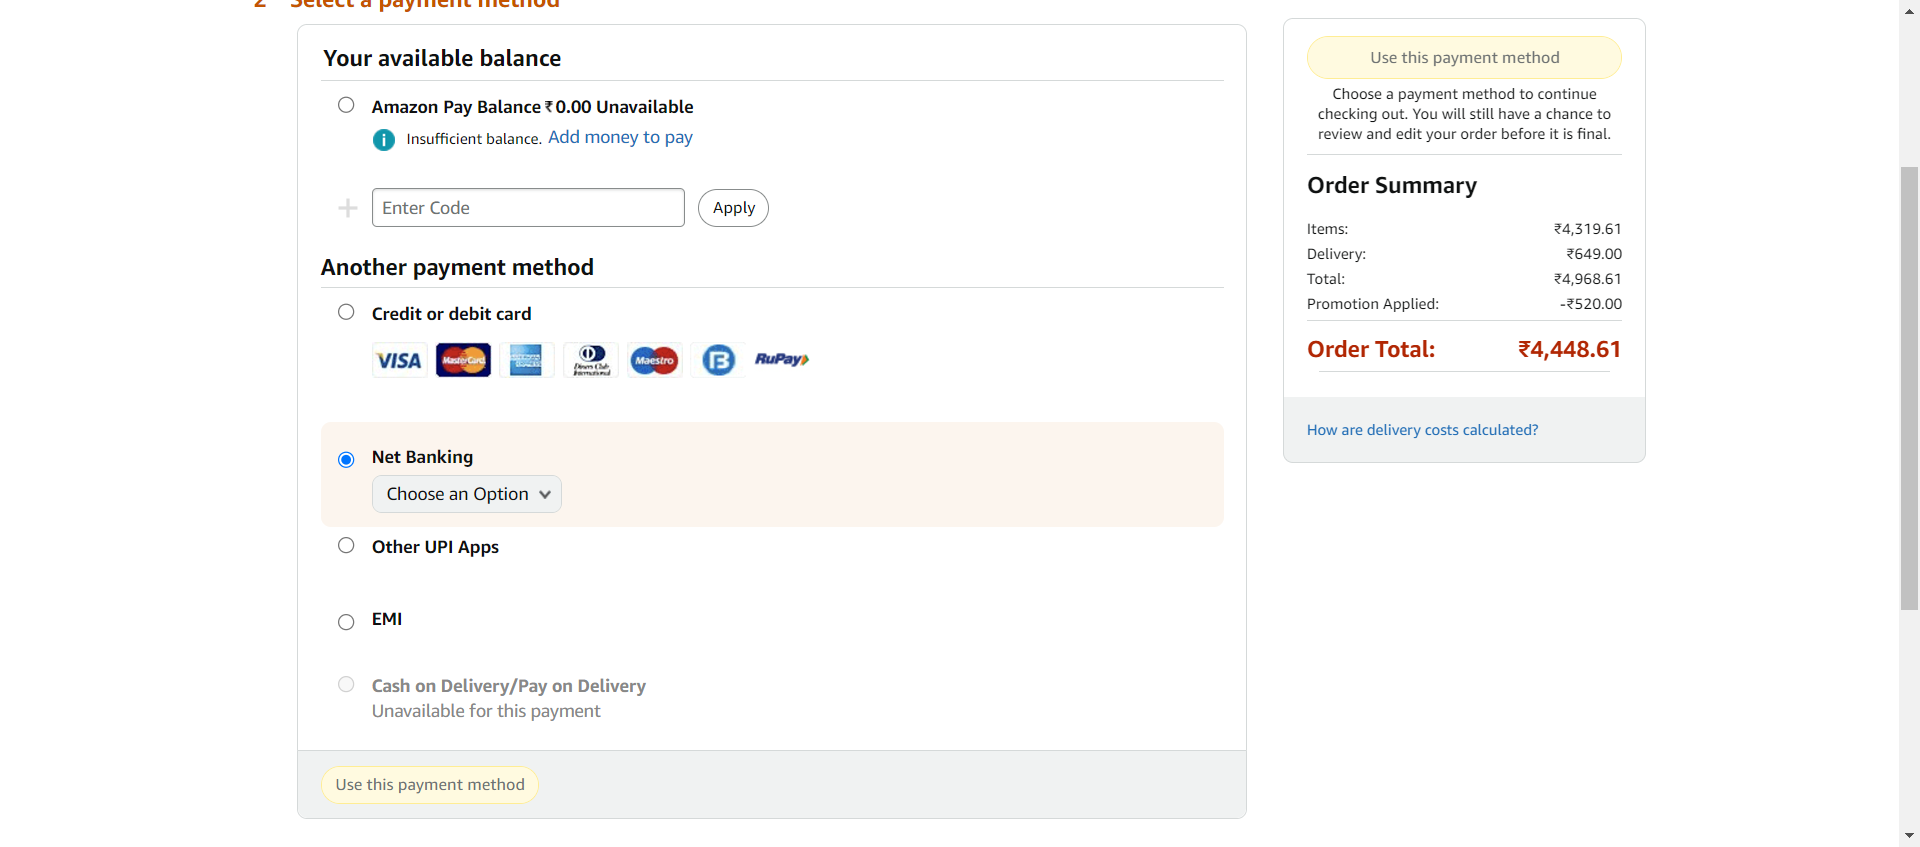 2 Select a payment method
Your available balance
Amazon Pay Balance ₹0.00 Unavailable
i Insufficient balance. Add money to pay
Enter Code Apply
Another payment method
Credit or debit card
VISA MasterCard Diners Club International Maestro B RuPay
Net Banking
Choose an Option
Other UPI Apps
EMI
Cash on Delivery/Pay on Delivery
Unavailable for this payment
Use this payment method
Use this payment method
Choose a payment method to continue
checking out. You will still have a chance to
review and edit your order before it is final.
Order Summary
Items: ₹4,319.61
Delivery: ₹649.00
Total: ₹4,968.61
Promotion Applied: -₹520.00
Order Total: ₹4,448.61
How are delivery costs calculated?